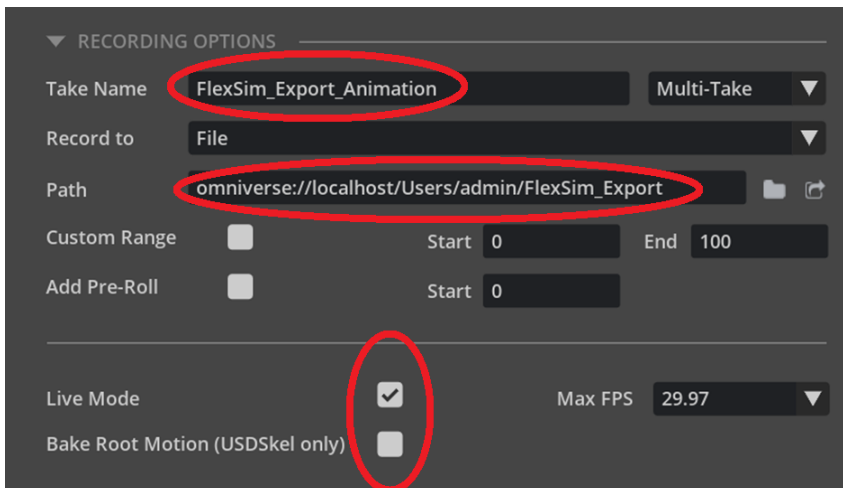 RECORDING OPTIONS
Take Name FlexSim_Export_Animation Multi-Take
Record to File
Path omniverse://localhost/Users/admin/FlexSim_Export
Custom Range Start 0 End 100
Add Pre-Roll Start 0
Live Mode Max FPS 29.97
Bake Root Motion (USDSkel only)